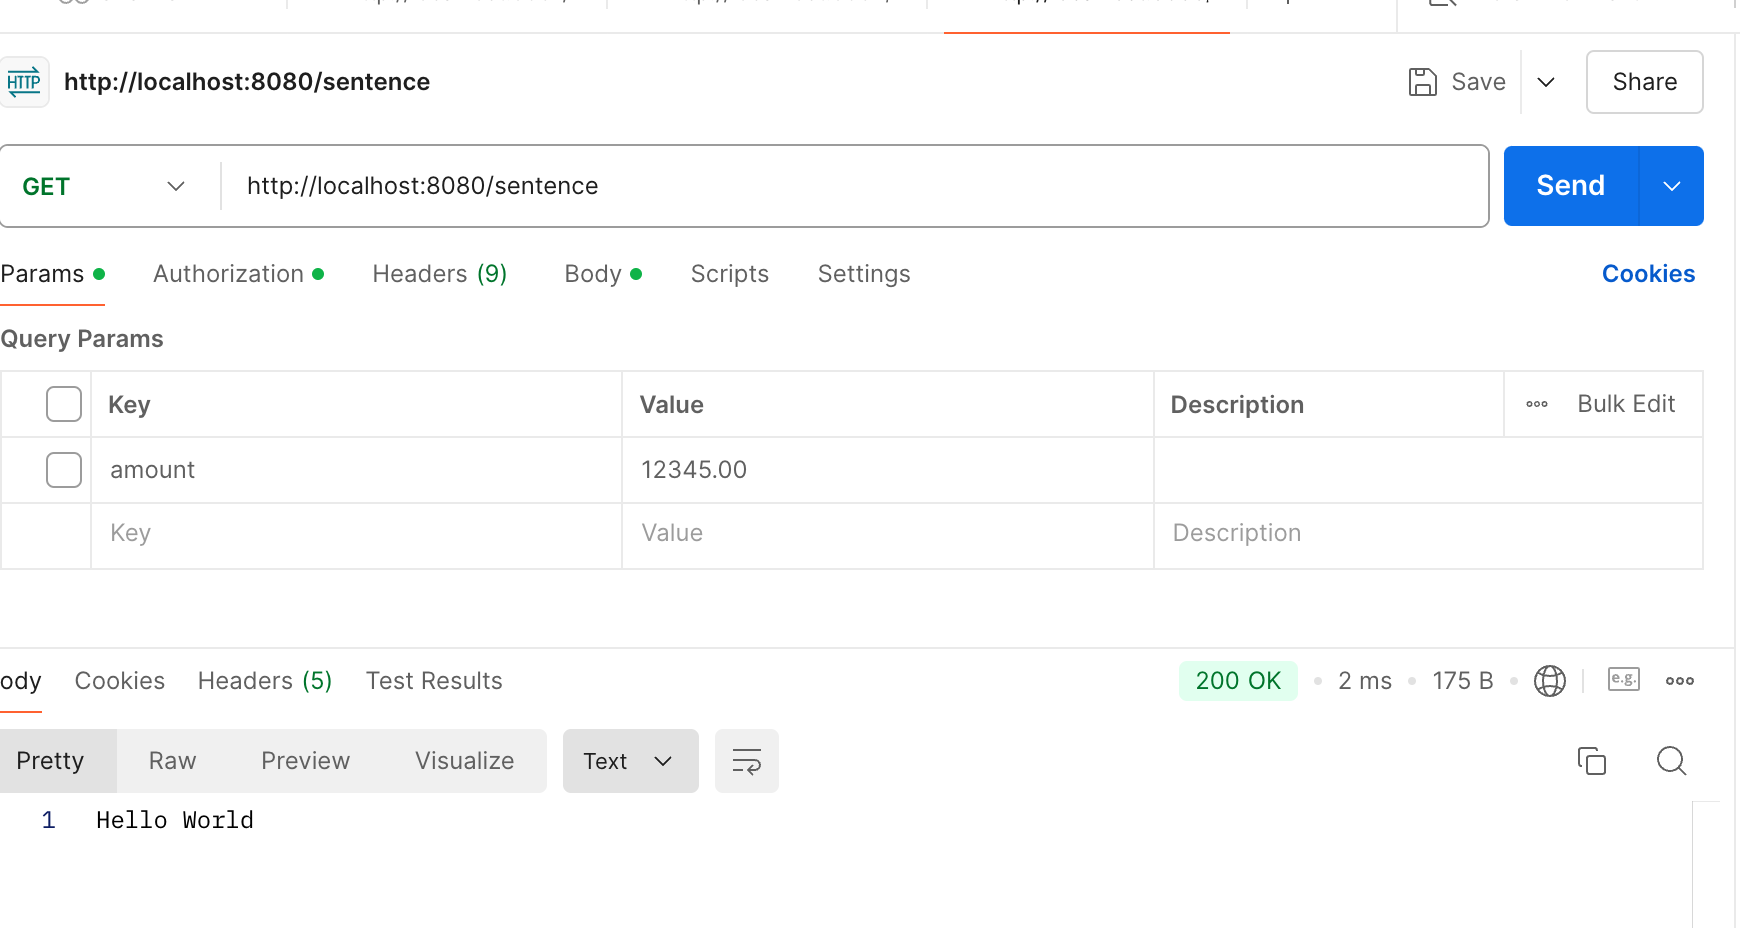 HTTP http://localhost:8080/sentence Save Share
GET http://localhost:8080/sentence Send
Params Authorization Headers (9) Body Scripts Settings Cookies
Query Params
Key Value Description Bulk Edit
amount 12345.00
Key Value Description
ody Cookies Headers (5) Test Results 200 OK 2 ms 175 B e.g.
Pretty Raw Preview Visualize Text
1 Hello World